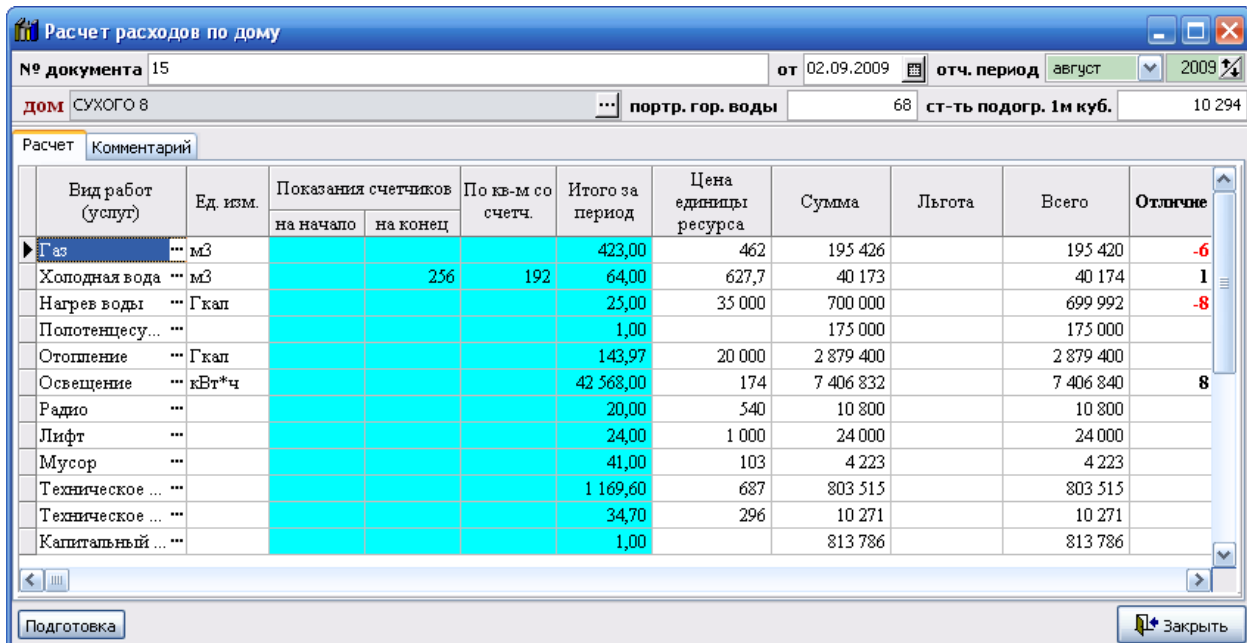 Расчет расходов по дому
№ документа 15 от 02.09.2009 отч. период август 2009
дом СУХОГО 8 ... портр. гор. воды 68 ст-ть подогр. 1м куб. 10 294
Расчет Комментарий
Вид работ (услуг) Ед. изм. Показания счетчиков на начало на конец По кв-м со счетч. Итого за период Цена единицы ресурса Сумма Льгота Всего Отличие
Газ ... м3 423,00 462 195 426 195 420 -6
Холодная вода ... м3 256 192 64,00 627,7 40 173 40 174 1
Нагрев воды ... Гкал 25,00 35 000 700 000 699 992 -8
Полотенцесу... ... 1,00 175 000 175 000
Отопление ... Гкал 143,97 20 000 2 879 400 2 879 400
Освещение ... кВт*ч 42 568,00 174 7 406 832 7 406 840 8
Радио ... 20,00 540 10 800 10 800
Лифт ... 24,00 1 000 24 000 24 000
Мусор ... 41,00 103 4 223 4 223
Техническое ... ... 1 169,60 687 803 515 803 515
Техническое ... ... 34,70 296 10 271 10 271
Капитальный ... ... 1,00 813 786 813 786
Подготовка Закрыть